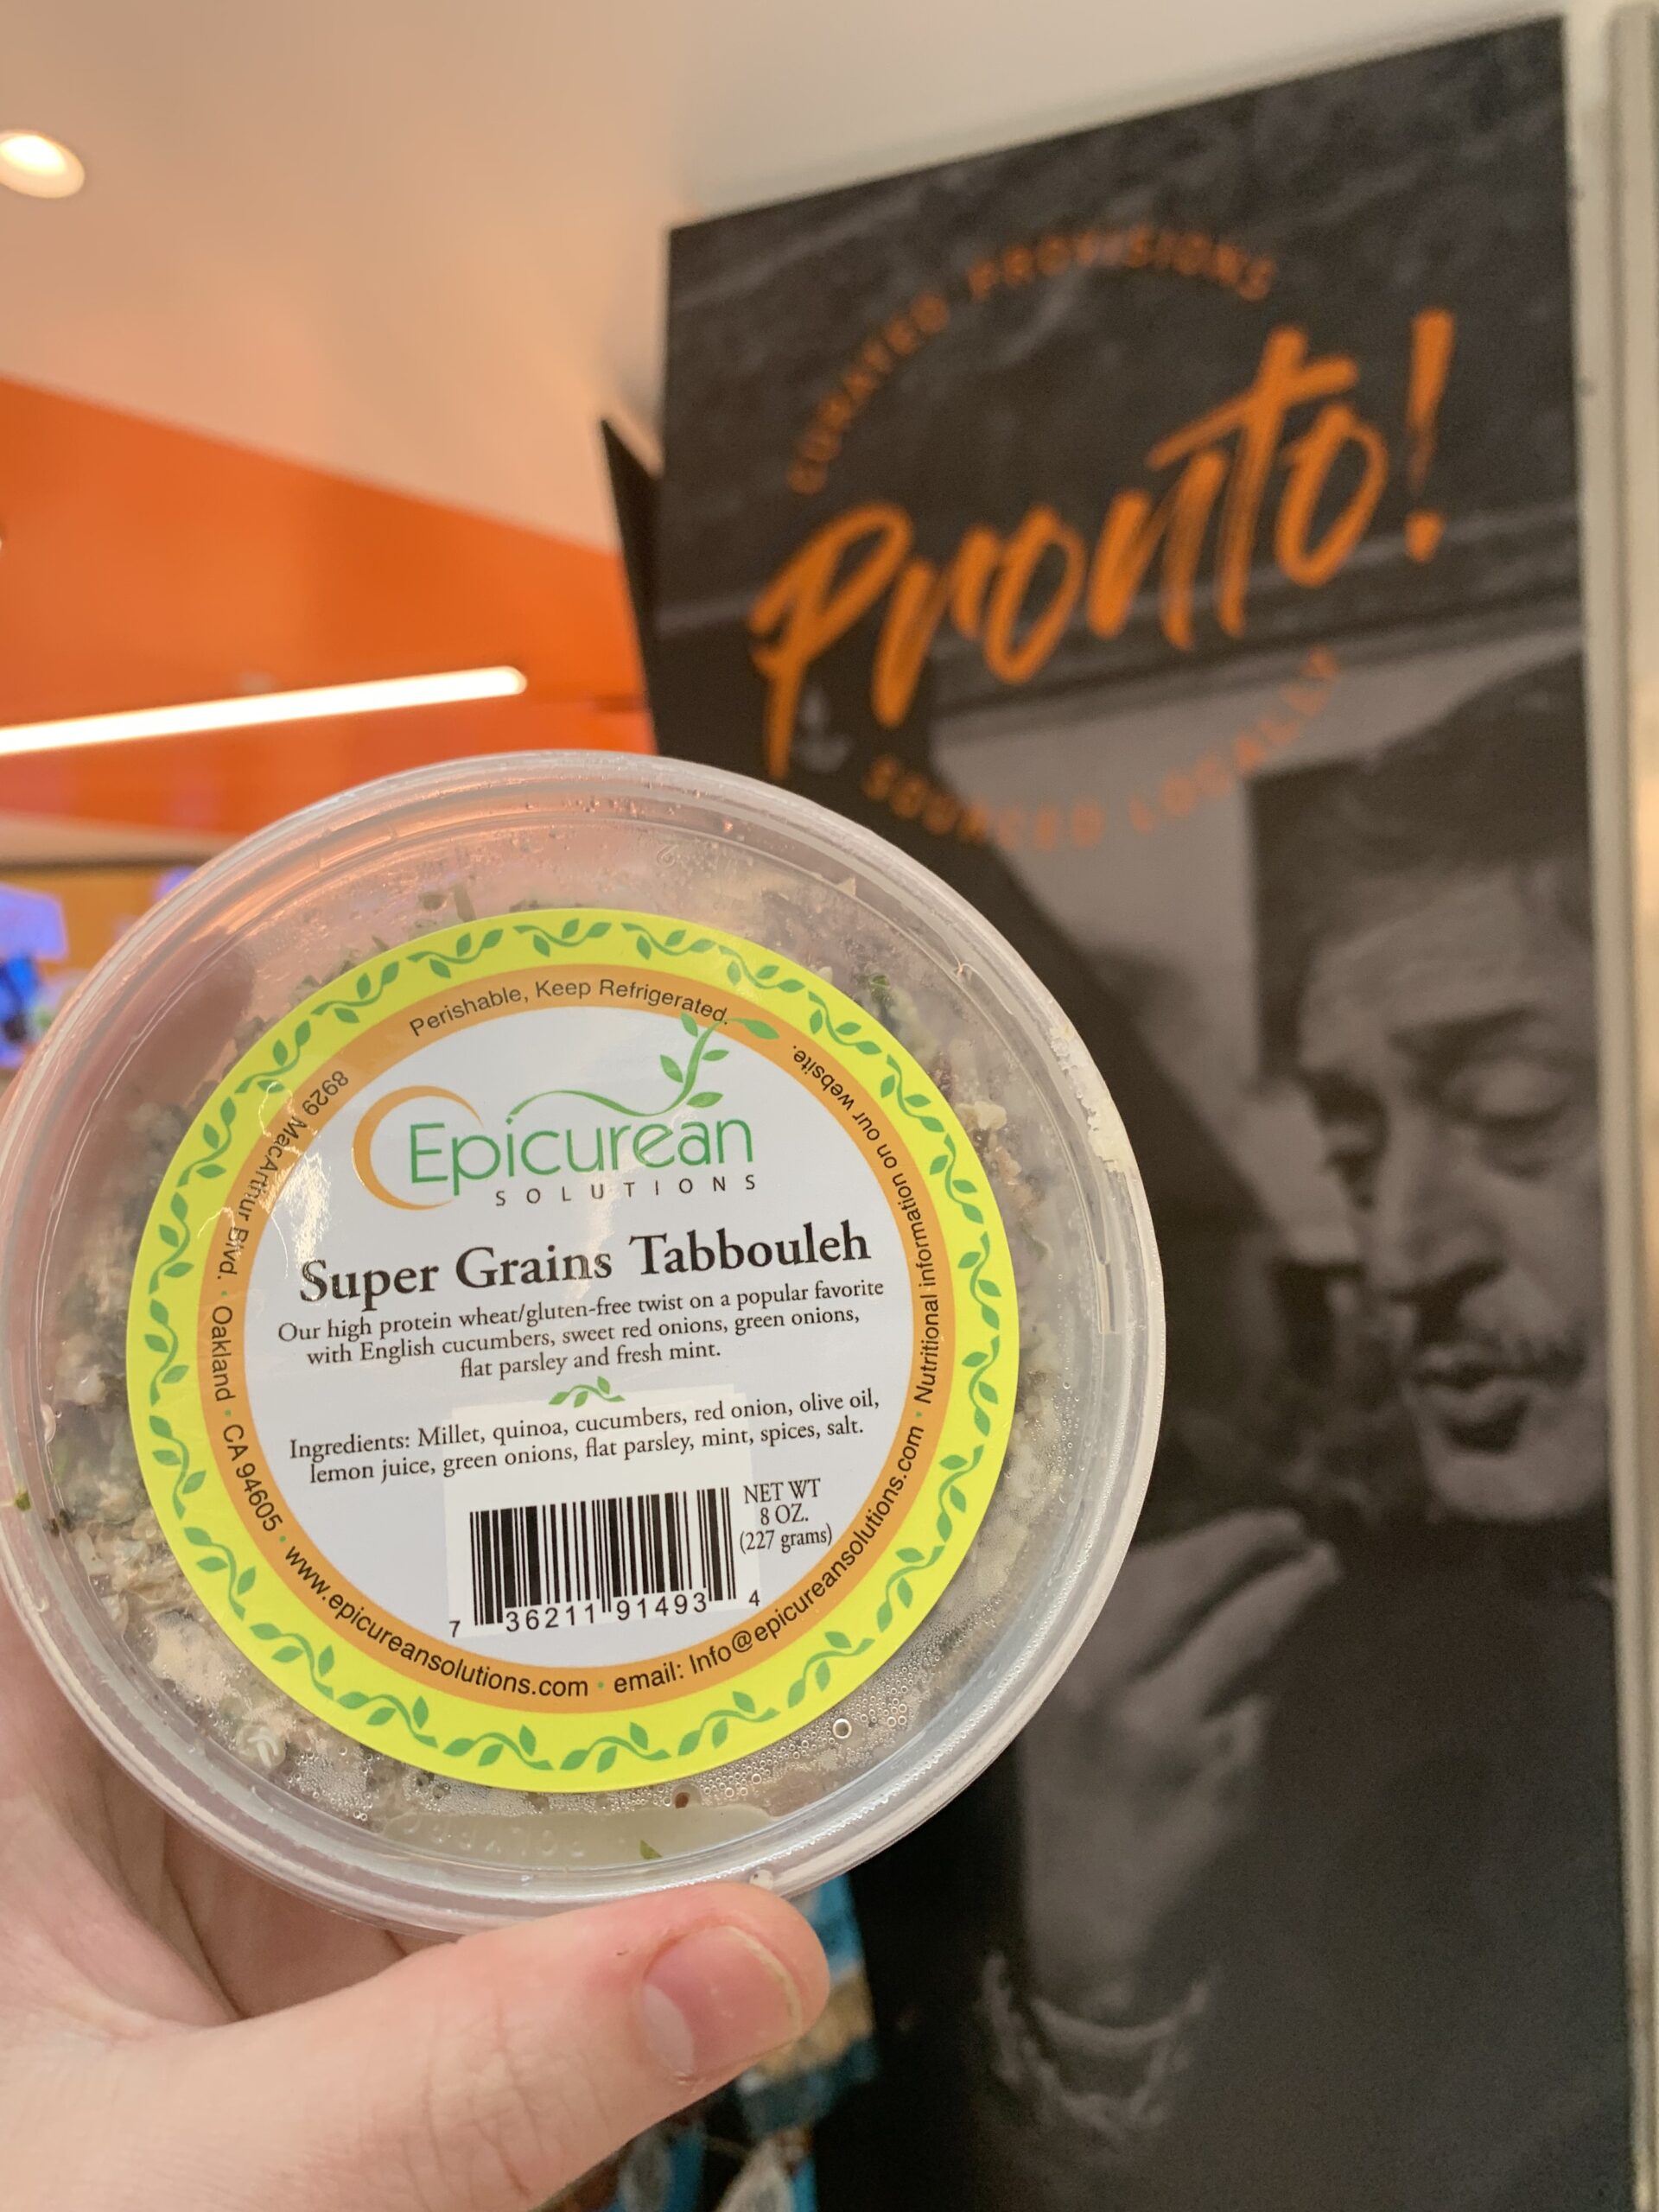 CURATED PROVISIONS
Pronto!
SOURCED LOCALLY
Perishable, Keep Refrigerated.
Epicurean
SOLUTIONS
Super Grains Tabbouleh
Our high protein wheat/gluten-free twist on a popular favorite
with English cucumbers, sweet red onions, green onions,
flat parsley and fresh mint.
Ingredients: Millet, quinoa, cucumbers, red onion, olive oil,
lemon juice, green onions, flat parsley, mint, spices, salt.
NET WT
8 OZ.
(227 grams)
7 36211 91493 4
8929 MacArthur Blvd. • Oakland • CA 94605 • www.epicureansolutions.com • email: Info@epicureansolutions.com • Nutritional information on our website.